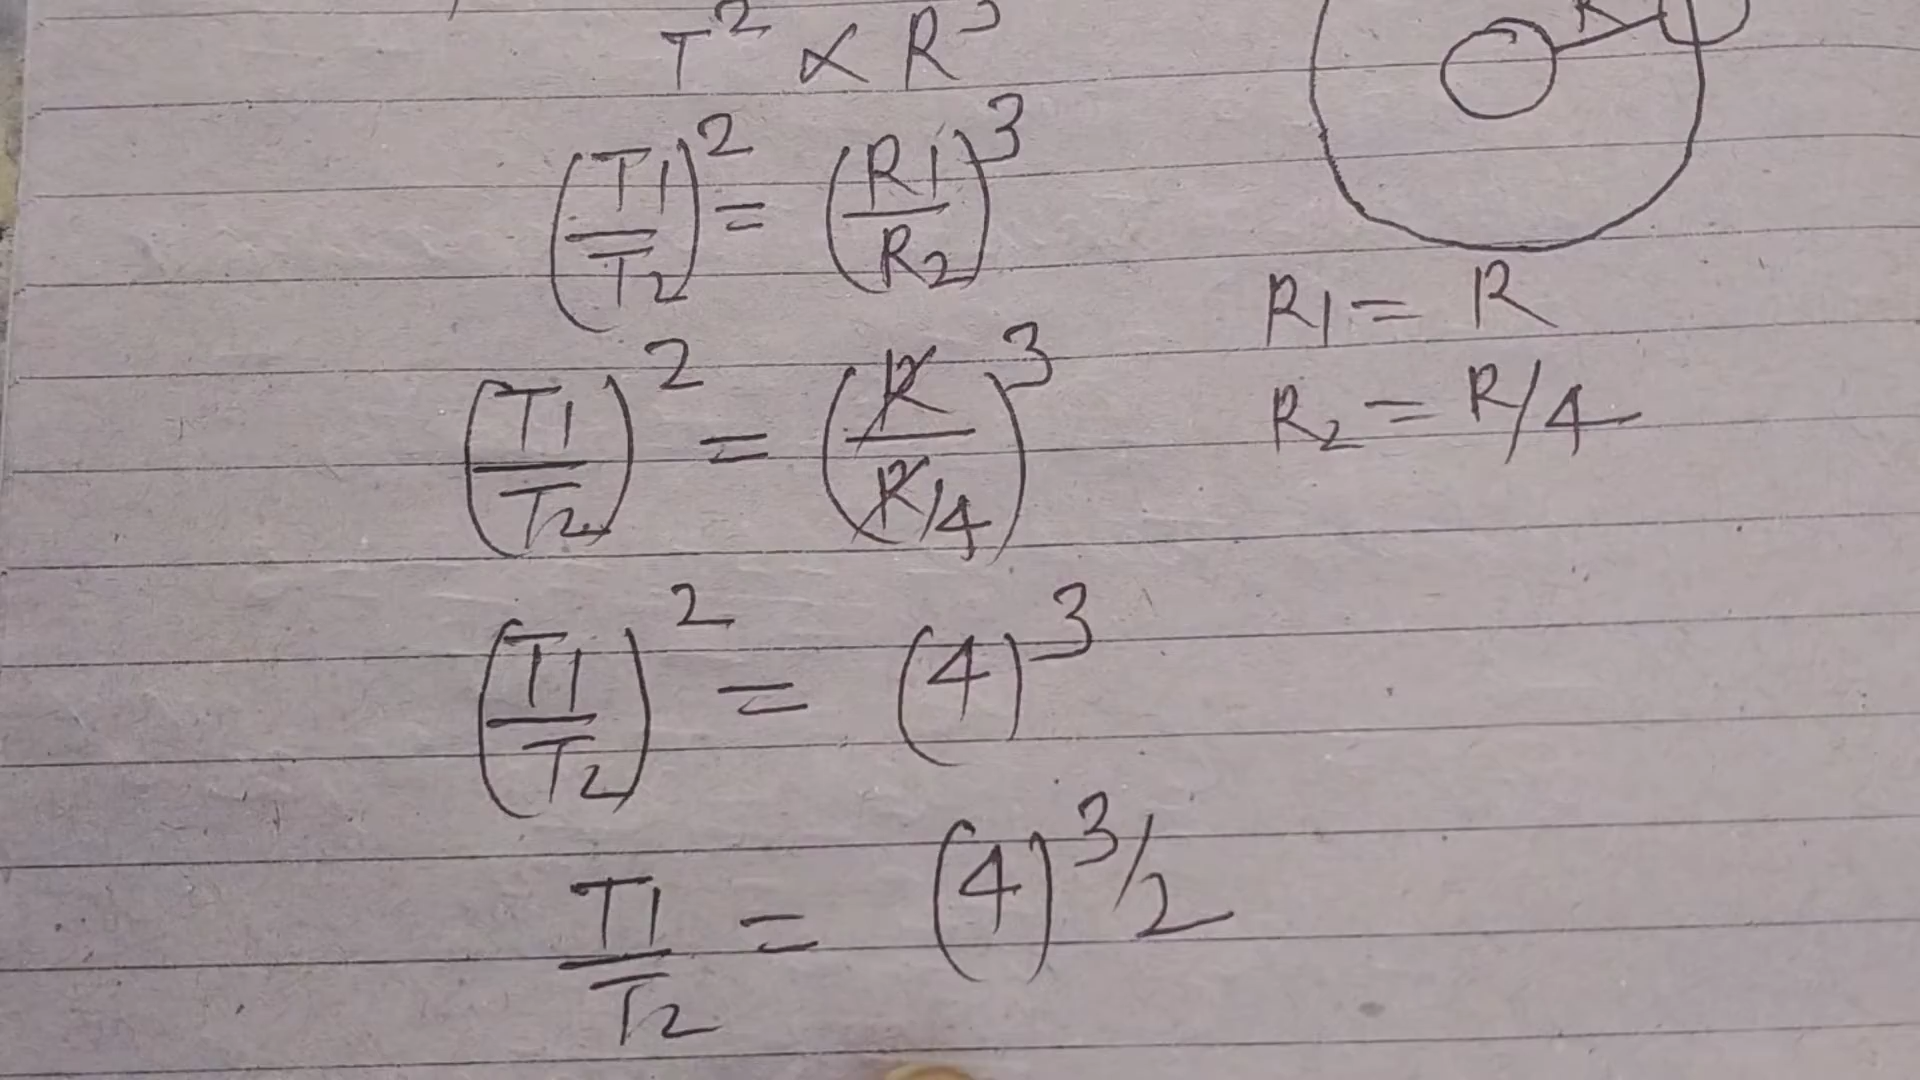 T² ∝ R³
R
(T1/T2)² = (R1/R2)³
R1 = R
(T1/T2)² = (R/R/4)³
R2 = R/4
(T1/T2)² = (4)³
T1/T2 = (4)³/²